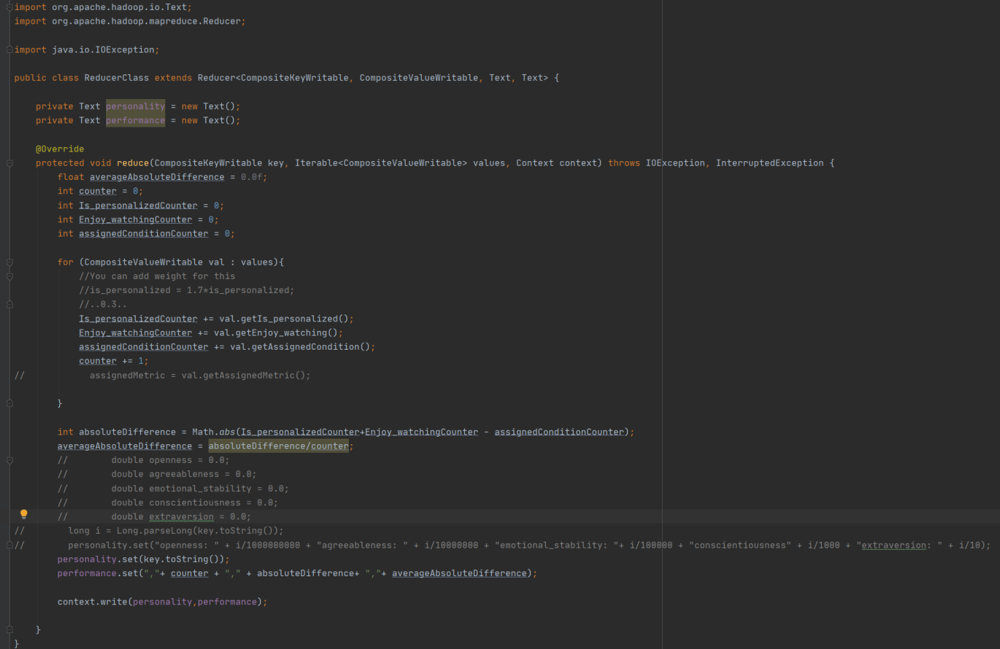 import org.apache.hadoop.io.Text;
import org.apache.hadoop.mapreduce.Reducer;

import java.io.IOException;

public class ReducerClass extends Reducer<CompositeKeyWritable, CompositeValueWritable, Text, Text> {

    private Text personality = new Text();
    private Text performance = new Text();

    @Override
    protected void reduce(CompositeKeyWritable key, Iterable<CompositeValueWritable> values, Context context) throws IOException, InterruptedException {
        float averageAbsoluteDifference = 0.0f;
        int counter = 0;
        int Is_personalizedCounter = 0;
        int Enjoy_watchingCounter = 0;
        int assignedConditionCounter = 0;

        for (CompositeValueWritable val : values){
            //You can add weight for this
            //is_personalized = 1.7*is_personalized;
            //..0.3..
            Is_personalizedCounter += val.getIs_personalized();
            Enjoy_watchingCounter += val.getEnjoy_watching();
            assignedConditionCounter += val.getAssignedCondition();
            counter += 1;
//            assignedMetric = val.getAssignedMetric();

        }

        int absoluteDifference = Math.abs(Is_personalizedCounter+Enjoy_watchingCounter - assignedConditionCounter);
        averageAbsoluteDifference = absoluteDifference/counter;
        //        double openness = 0.0;
        //        double agreeableness = 0.0;
        //        double emotional_stability = 0.0;
        //        double conscientiousness = 0.0;
        //        double extraversion = 0.0;
//        long i = Long.parseLong(key.toString());
//        personality.set("openness: " + i/1000000000 + "agreeableness: " + i/10000000 + "emotional_stability: "+ i/100000 + "conscientiousness" + i/1000 + "extraversion: " + i/10);
        personality.set(key.toString());
        performance.set(","+ counter + "," + absoluteDifference+ ","+ averageAbsoluteDifference);

        context.write(personality,performance);

    }
}